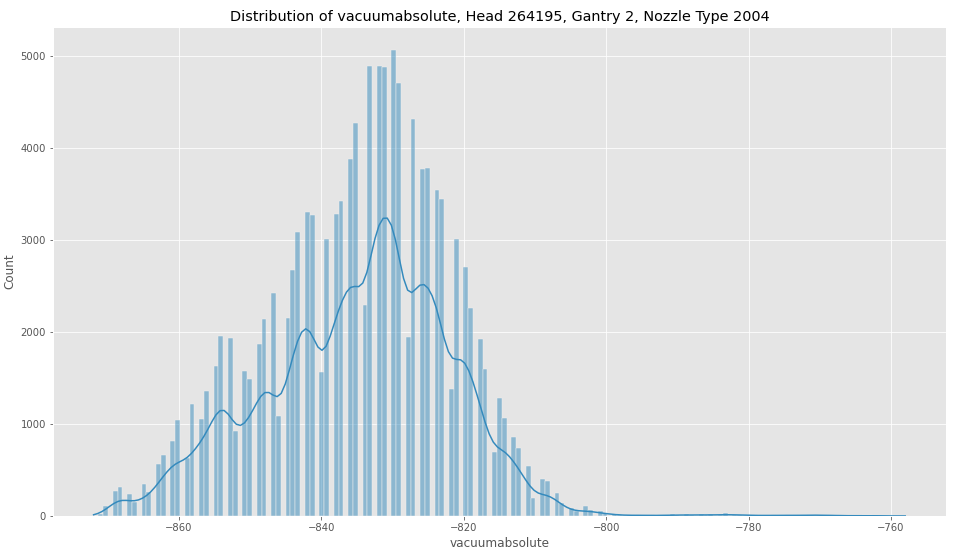 Distribution of vacuumabsolute, Head 264195, Gantry 2, Nozzle Type 2004
5000
4000
3000
2000
1000
0
Count
−860 −840 −820 −800 −780 −760
vacuumabsolute